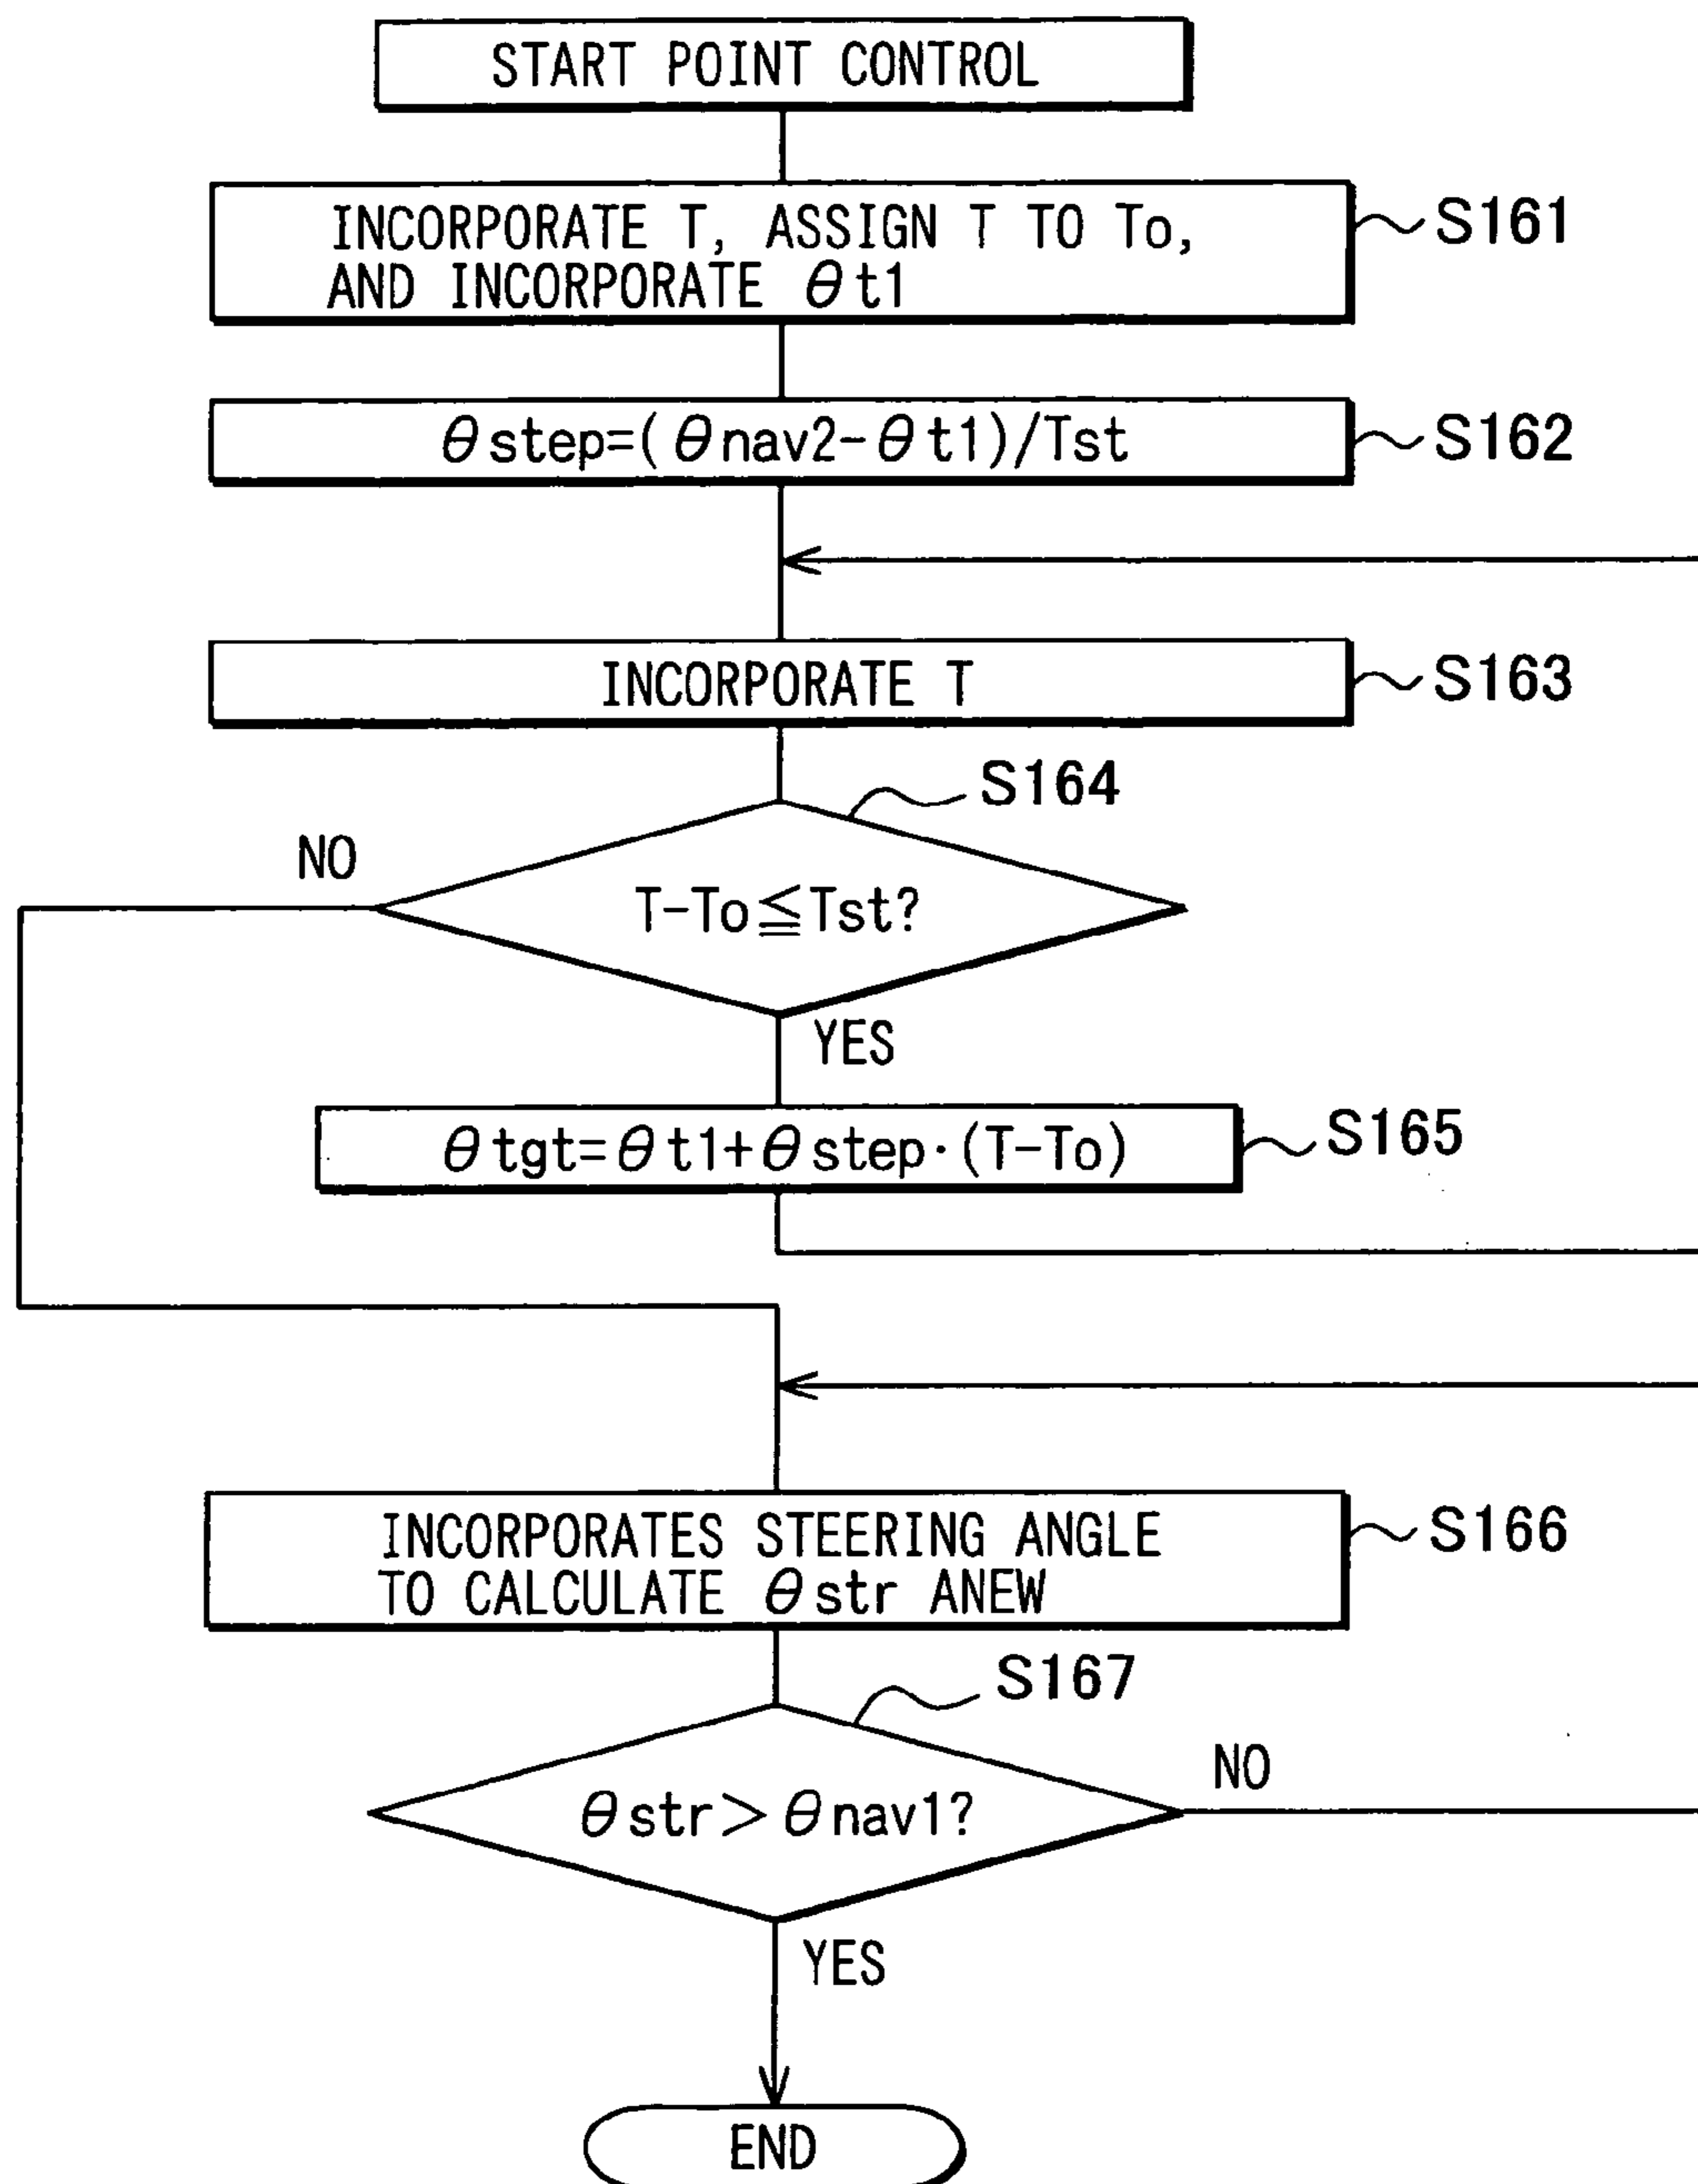 START POINT CONTROL
INCORPORATE T, ASSIGN T TO To,
AND INCORPORATE θt1
S161
θstep=(θnav2-θt1)/Tst
S162
INCORPORATE T
S163
S164
NO
T-To≦Tst?
YES
θtgt=θt1+θstep·(T-To)
S165
INCORPORATES STEERING ANGLE
TO CALCULATE θstr ANEW
S166
S167
NO
θstr>θnav1?
YES
END